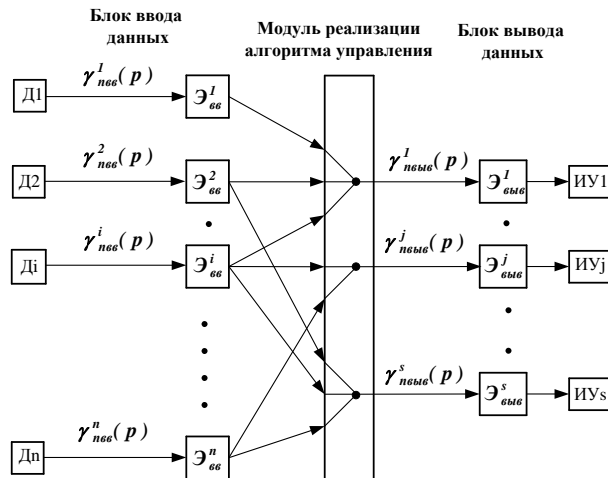 Блок ввода данных
Модуль реализации алгоритма управления
Блок вывода данных
Д1 γ¹пвв(p) Э¹вв
Д2 γ²пвв(p) Э²вв γ¹пвыв(p) Э¹выв ИУ1
Дi γⁱпвв(p) Эⁱвв γʲпвыв(p) Эʲвыв ИУj
γˢпвыв(p) Эˢвыв ИУs
Дn γⁿпвв(p) Эⁿвв